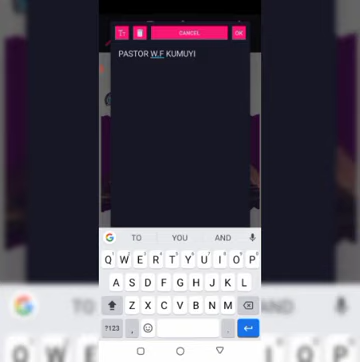 CANCEL
OK
PASTOR W.F KUMUYI
TO YOU AND
Q W E R T Y U I O P
A S D F G H J K L
Z X C V B N M
?123 , .